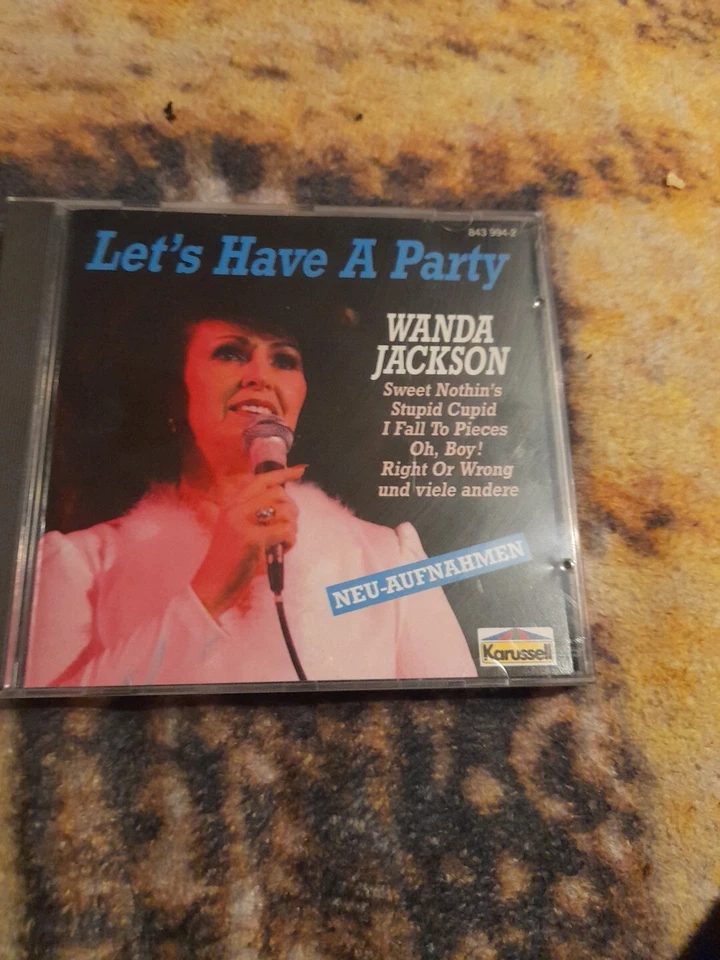 843 994-2
Let's Have A Party
WANDA
JACKSON
Sweet Nothin's
Stupid Cupid
I Fall To Pieces
Oh, Boy!
Right Or Wrong
und viele andere
NEU-AUFNAHMEN
Karussell